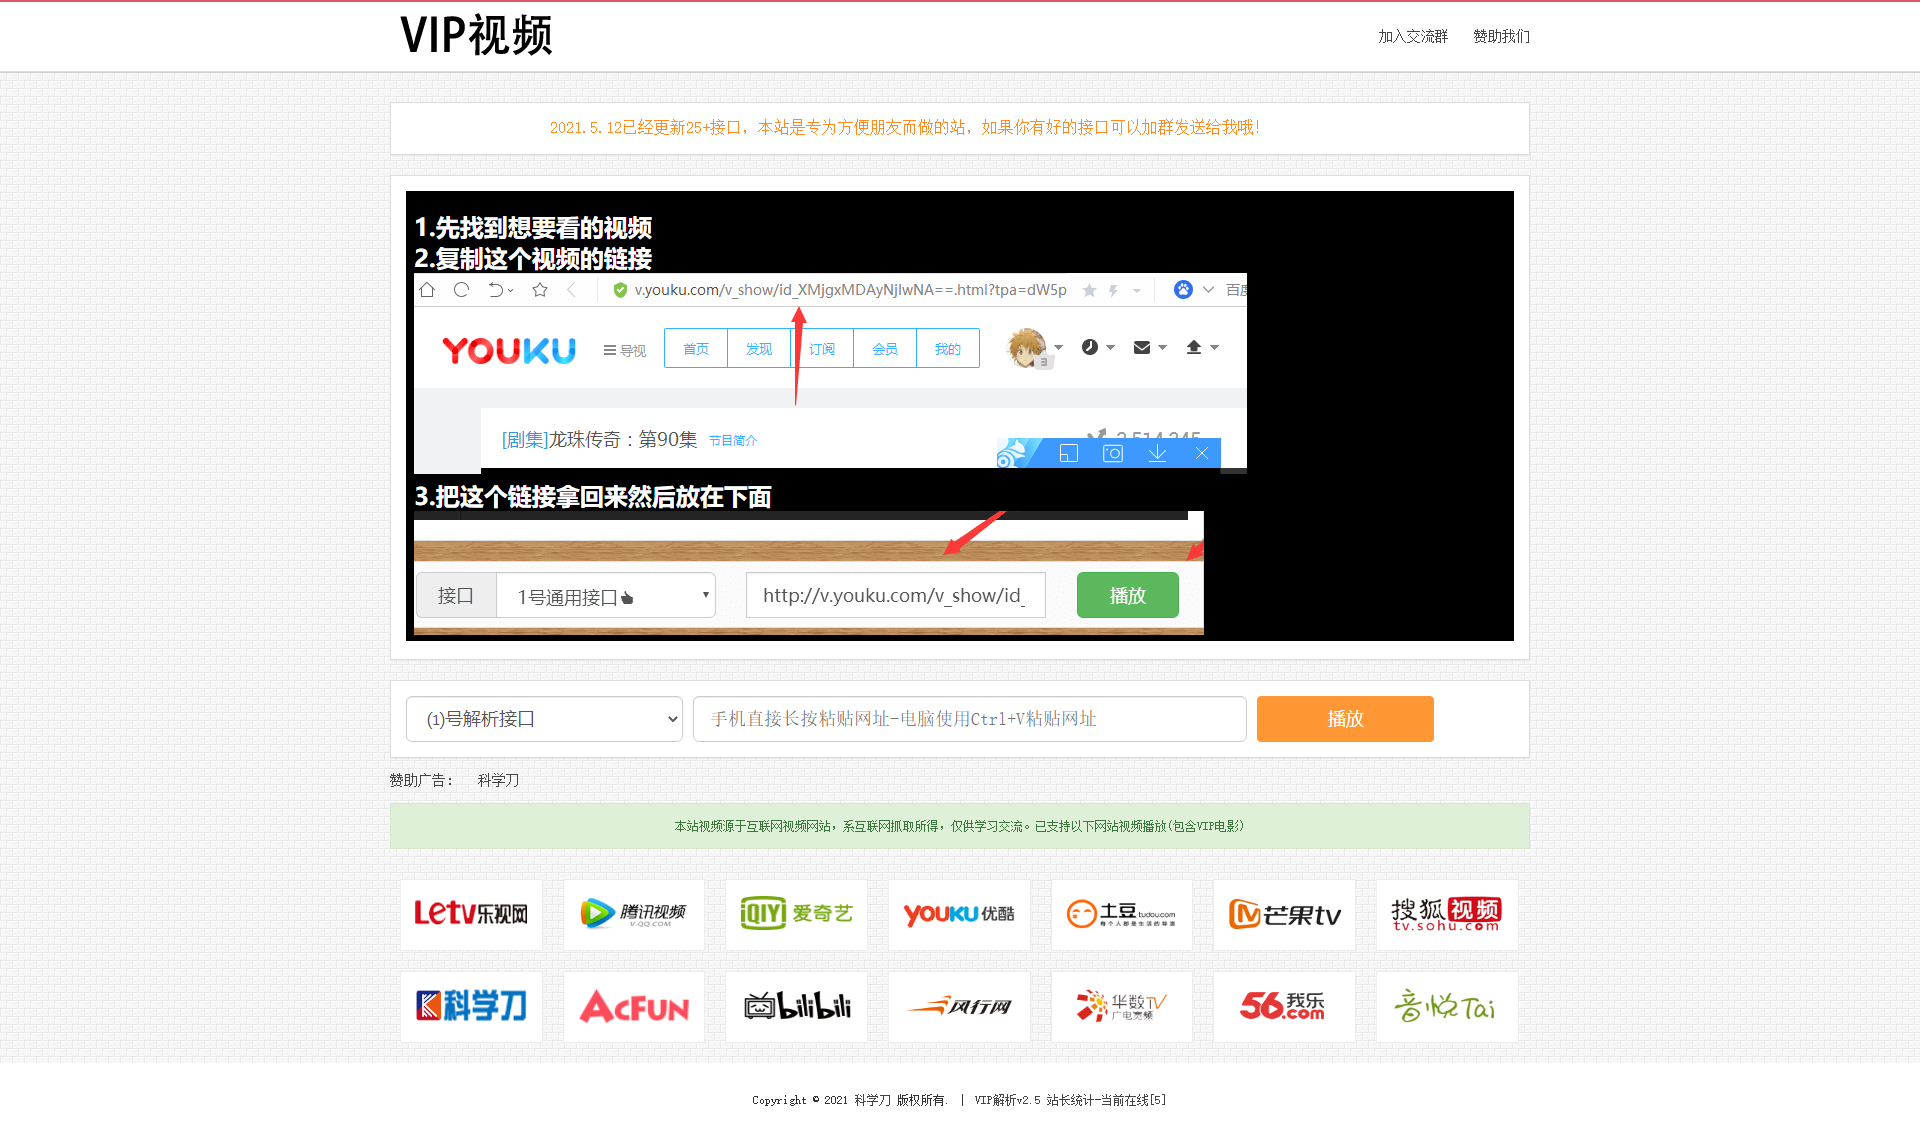 VIP视频
加入交流群 赞助我们
2021.5.12已经更新25+接口，本站是专为方便朋友而做的站，如果你有好的接口可以加群发送给我哦！
1.先找到想要看的视频
2.复制这个视频的链接
v.youku.com/v_show/id_XMjgxMDAyNjIwNA==.html?tpa=dW5p 百度
YOUKU 导视 首页 发现 订阅 会员 我的
3
[剧集]龙珠传奇：第90集 节目简介
3.把这个链接拿回来然后放在下面
接口 1号通用接口 http://v.youku.com/v_show/id_ 播放
(1)号解析接口 手机直接长按粘贴网址-电脑使用Ctrl+V粘贴网址 播放
赞助广告： 科学刀
本站视频源于互联网视频网站，系互联网抓取所得，仅供学习交流。已支持以下网站视频播放(包含VIP电影)
Letv乐视网 腾讯视频 V.QQ.COM iQIYI 爱奇艺 YOUKU优酷 土豆 tudou.com 每个人都是生活的导演 芒果tv 搜狐视频 tv.sohu.com
K科学刀 AcFUN bilibili 风行网 华数TV 广电宽频 56.com 我乐 音悦Tai
Copyright © 2021 科学刀 版权所有. | VIP解析v2.5 站长统计-当前在线[5]